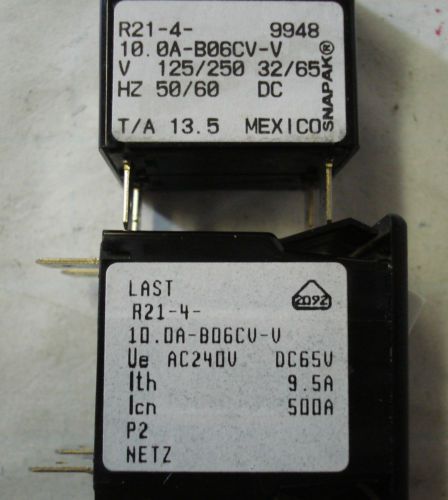 R21-4- 9948
10.0A-B06CV-V
V 125/250 32/65
HZ 50/60 DC
T/A 13.5 MEXICO
SNAPAK®
LAST
2092
R21-4-
10.0A-B06CV-V
Ue AC240V DC65V
Ith 9.5A
Icn 500A
P2
NETZ